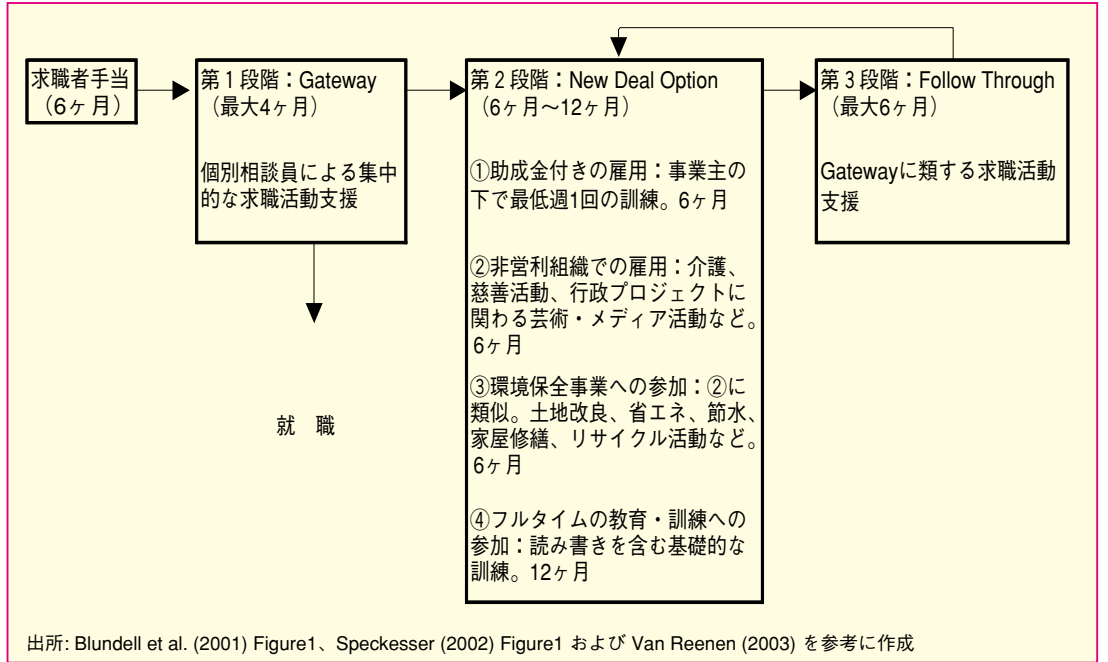 求職者手当
（6ヶ月）
第１段階：Gateway
（最大4ヶ月）
個別相談員による集中
的な求職活動支援
就　職
第２段階：New Deal Option
（6ヶ月〜12ヶ月）
①助成金付きの雇用：事業主の
下で最低週1回の訓練。6ヶ月
②非営利組織での雇用：介護、
慈善活動、行政プロジェクトに
関わる芸術・メディア活動など。
6ヶ月
③環境保全事業への参加：②に
類似。土地改良、省エネ、節水、
家屋修繕、リサイクル活動など。
6ヶ月
④フルタイムの教育・訓練への
参加：読み書きを含む基礎的な
訓練。12ヶ月
第３段階：Follow Through
（最大6ヶ月）
Gatewayに類する求職活動
支援
出所: Blundell et al. (2001) Figure1、Speckesser (2002) Figure1 および Van Reenen (2003) を参考に作成